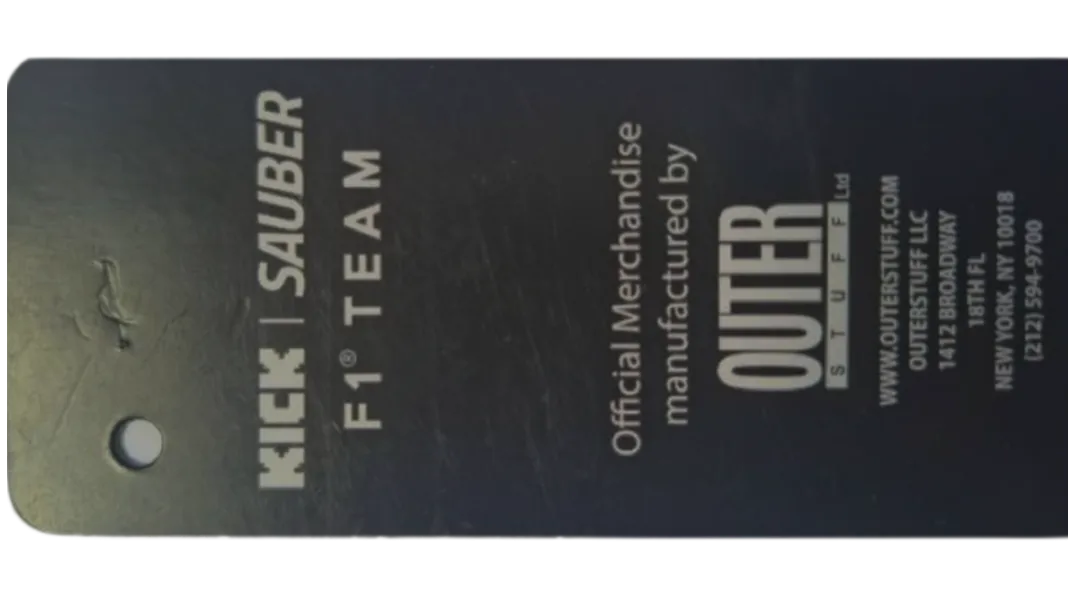 KICK | SAUBER
F1® TEAM
Official Merchandise
manufactured by
OUTER
STUFF Ltd
WWW.OUTERSTUFF.COM
OUTERSTUFF LLC
1412 BROADWAY
18TH FL
NEW YORK, NY 10018
(212) 594-9700